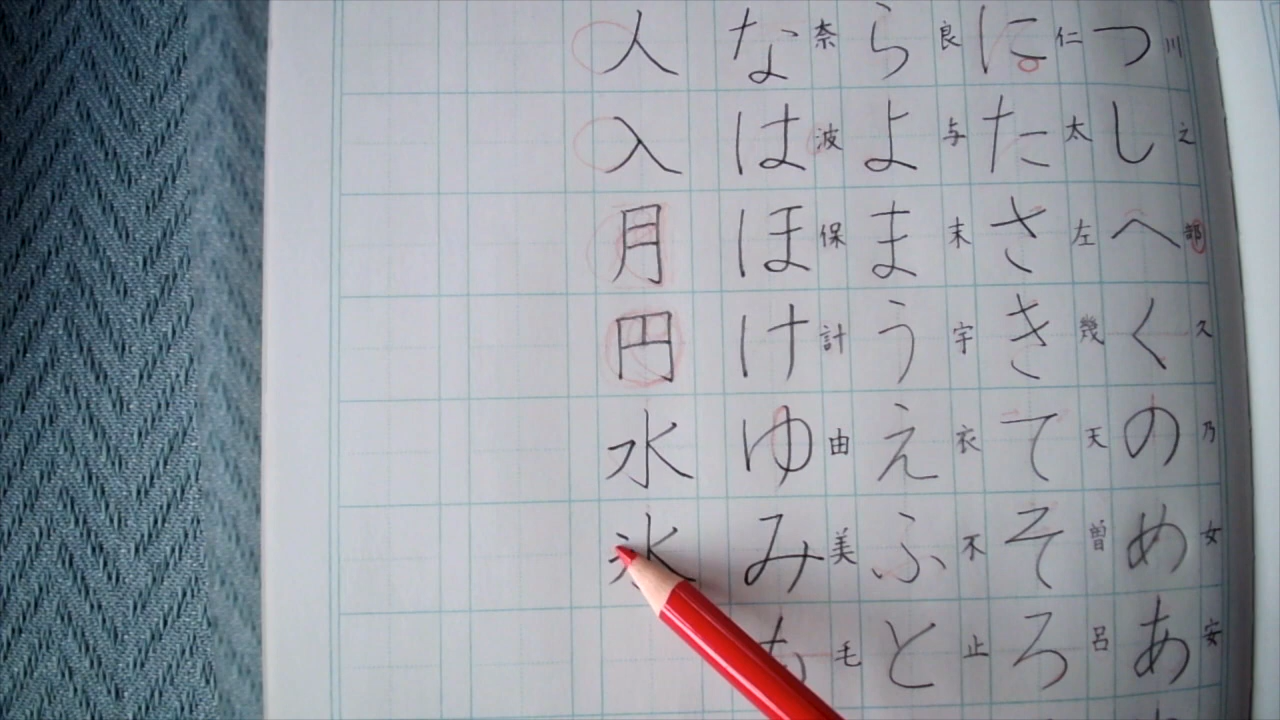 川之部久乃女安
つしへくのめあ
仁太左幾天曽呂
にたさきてそろ
良与末宇衣不止
らよまうえふと
奈波保計由美毛
なはほけゆみも
人入月円水氷